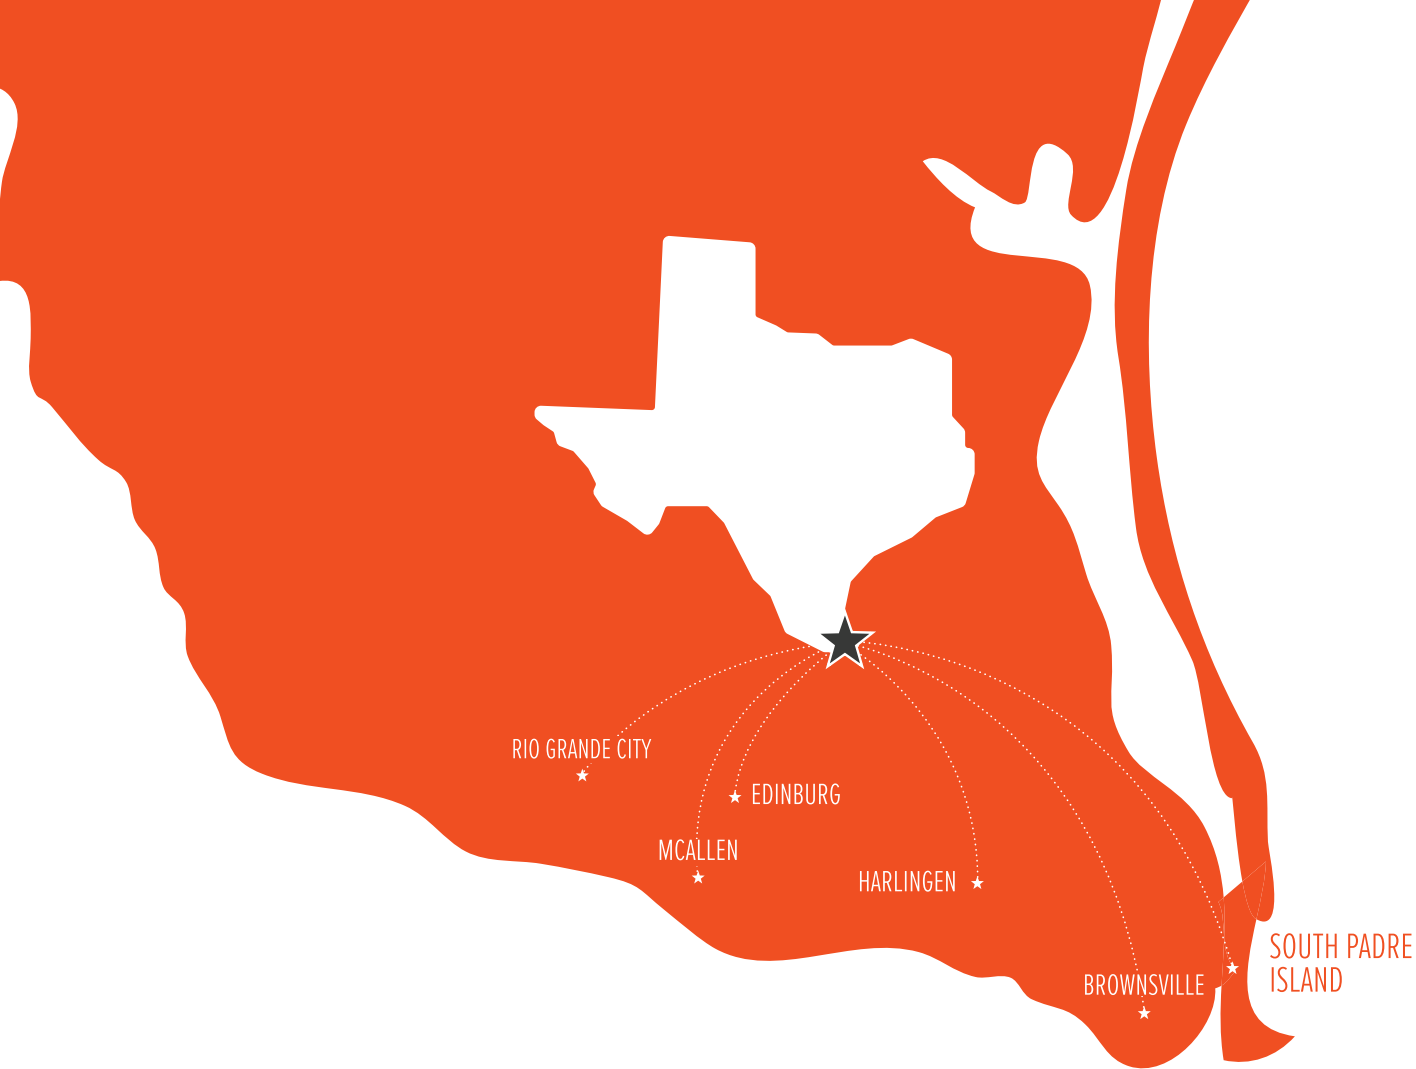 RIO GRANDE CITY
EDINBURG
MCALLEN
HARLINGEN
SOUTH PADRE
ISLAND
BROWNSVILLE